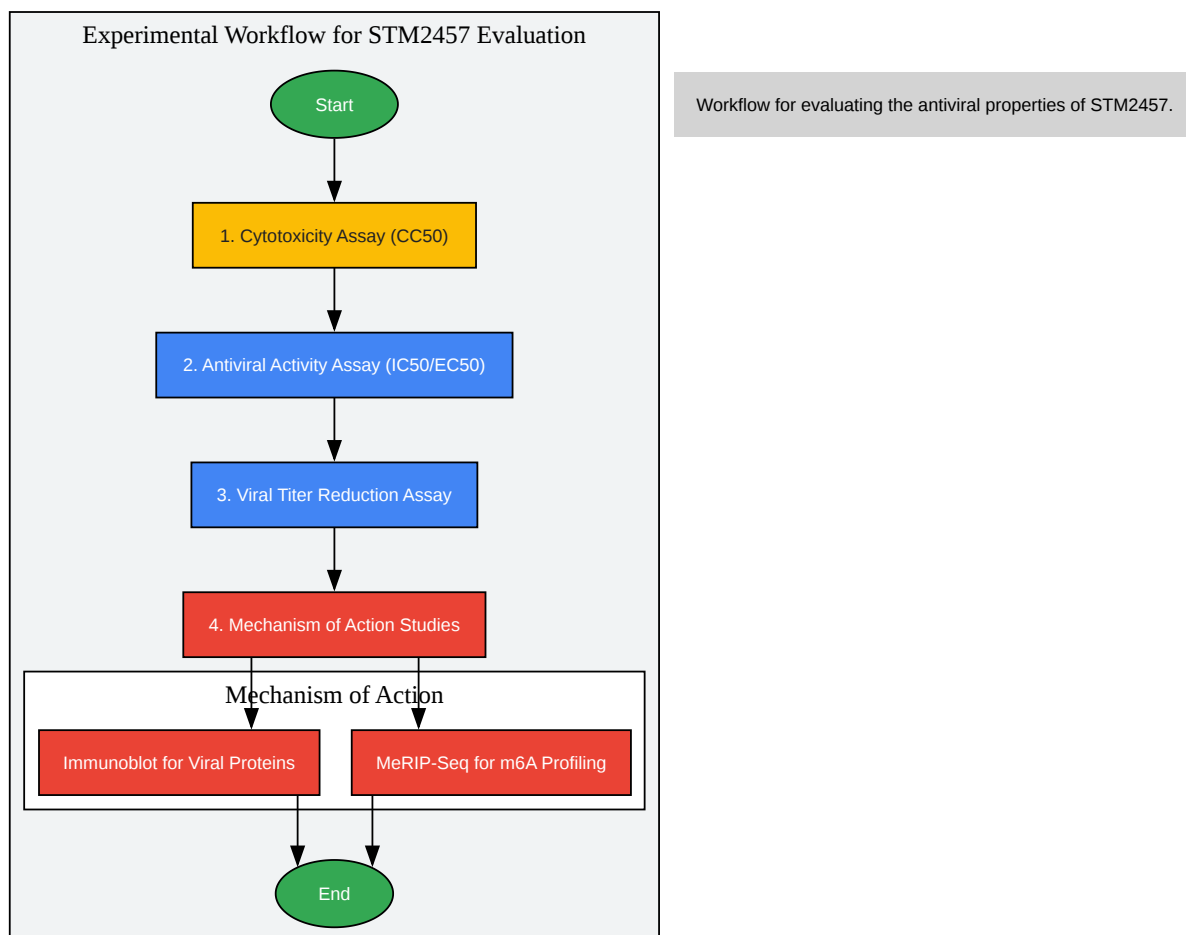 Experimental Workflow for STM2457 Evaluation
Start
Workflow for evaluating the antiviral properties of STM2457.
1. Cytotoxicity Assay (CC50)
2. Antiviral Activity Assay (IC50/EC50)
3. Viral Titer Reduction Assay
4. Mechanism of Action Studies
Mechanism of Action
Immunoblot for Viral Proteins
MeRIP-Seq for m6A Profiling
End